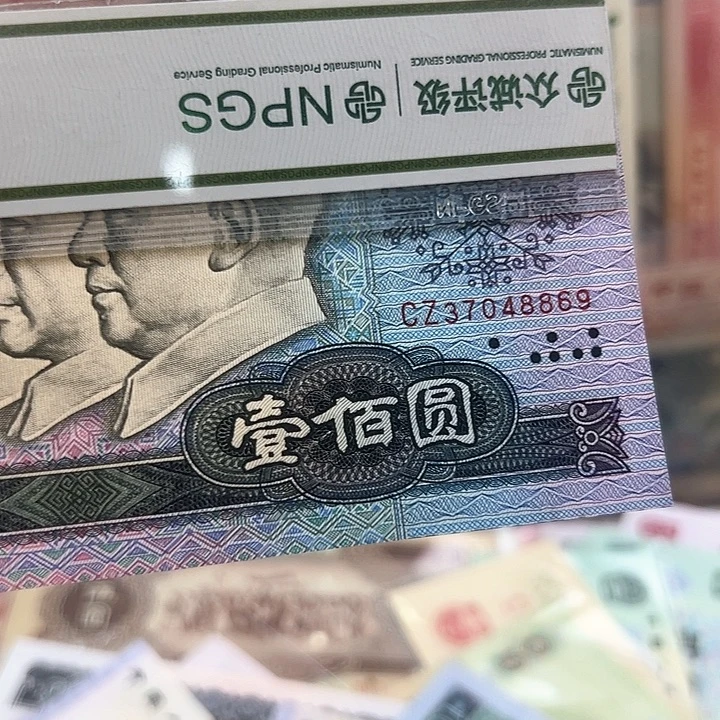 NUMISMATIC PROFESSIONAL GRADING SERVICE
众诚评级
Numismatic Professional Grading Service
NPGS
CZ37048869
壹佰圆